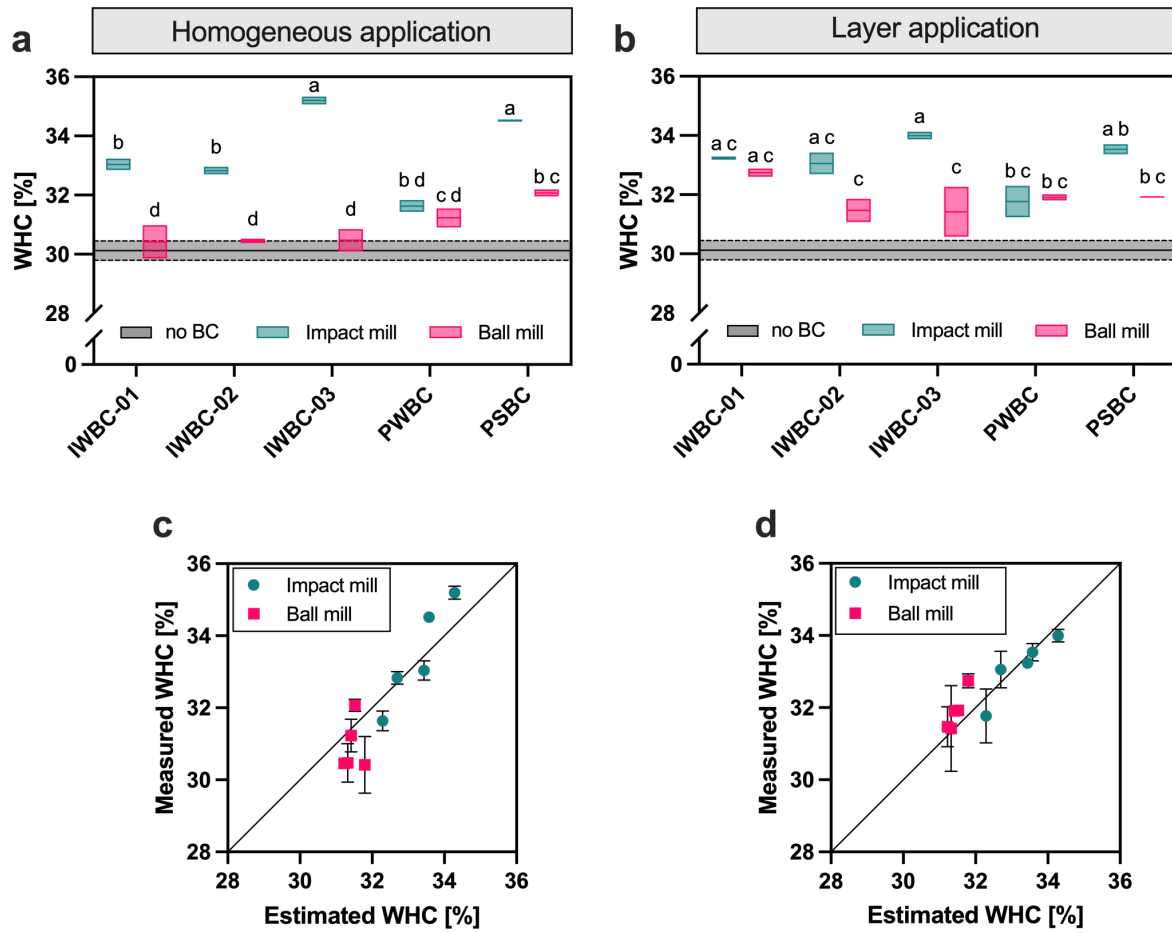 a
Homogeneous application
WHC [%]
36
34
32
30
28
0
b
b
a
b d
a
d
d
d
c d
b c
no BC
Impact mill
Ball mill
IWBC-01
IWBC-02
IWBC-03
PWBC
PSBC
b
Layer application
WHC [%]
36
34
32
30
28
0
a c
a c
a c
c
a
c
b c
b c
a b
b c
no BC
Impact mill
Ball mill
IWBC-01
IWBC-02
IWBC-03
PWBC
PSBC
c
Measured WHC [%]
36
34
32
30
28
Impact mill
Ball mill
28 30 32 34 36
Estimated WHC [%]
d
Measured WHC [%]
36
34
32
30
28
Impact mill
Ball mill
28 30 32 34 36
Estimated WHC [%]